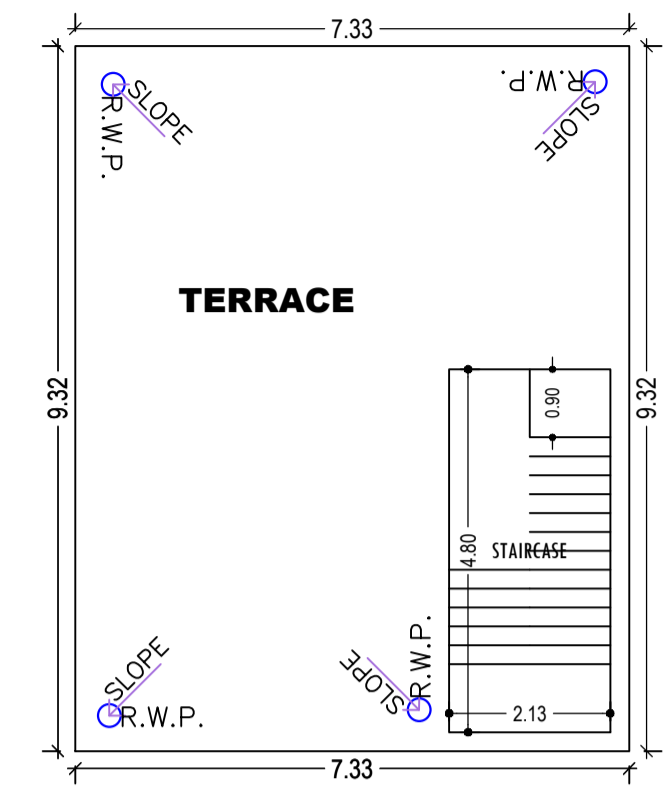 7.33
SLOPE
R.W.P.
R.W.P.
SLOPE
TERRACE
9.32
9.32
0.90
4.80
STAIRCASE
SLOPE
R.W.P.
SLOPE
R.W.P.
2.13
7.33